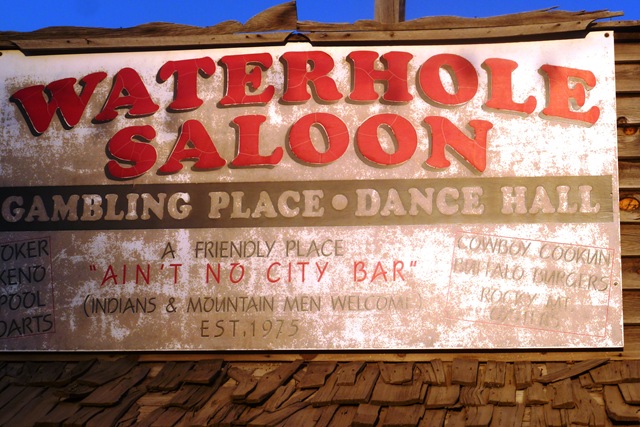 WATERHOLE
SALOON
GAMBLING PLACE • DANCE HALL
OKER
KENO
POOL
DARTS
A FRIENDLY PLACE
"AIN'T NO CITY BAR"
(INDIANS & MOUNTAIN MEN WELCOME)
EST. 1975
COWBOY COOKUN
BUFFALO BURGERS
ROCKY MT.